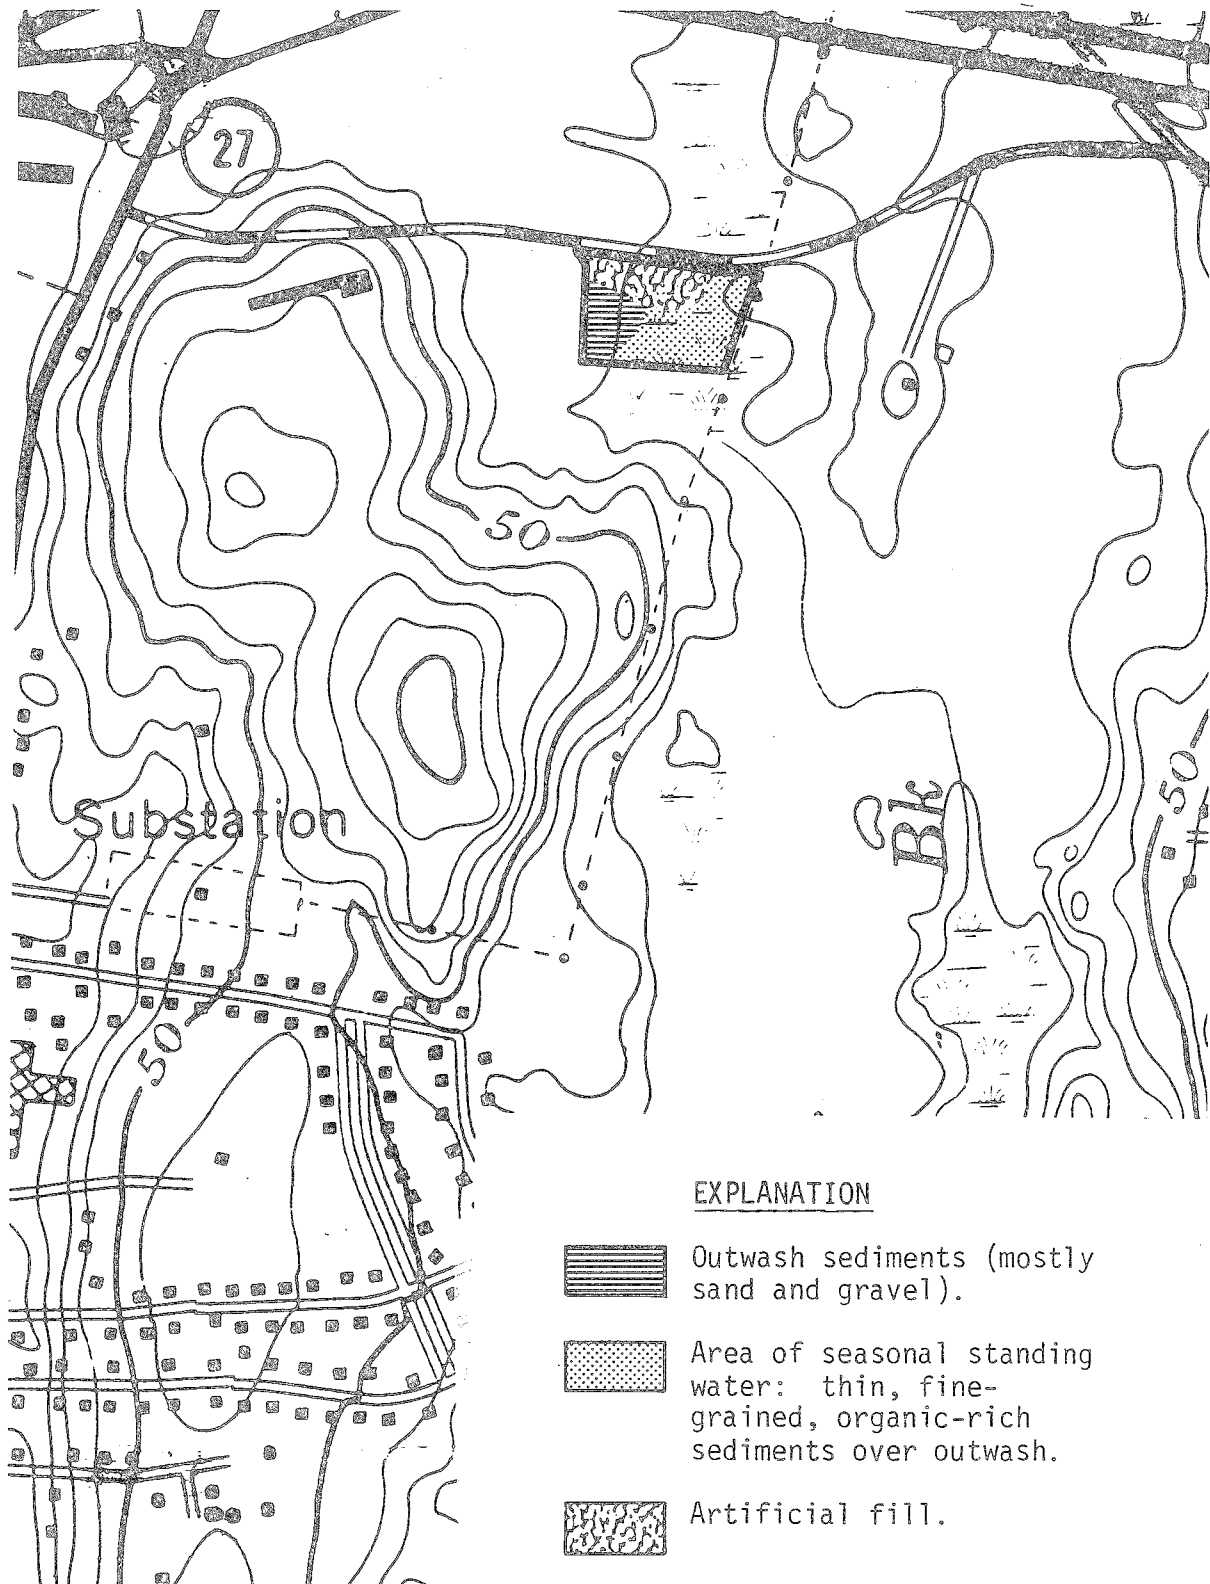 27
50
50
Substation
Bk
50
EXPLANATION
Outwash sediments (mostly
sand and gravel).
Area of seasonal standing
water: thin, fine-
grained, organic-rich
sediments over outwash.
Artificial fill.